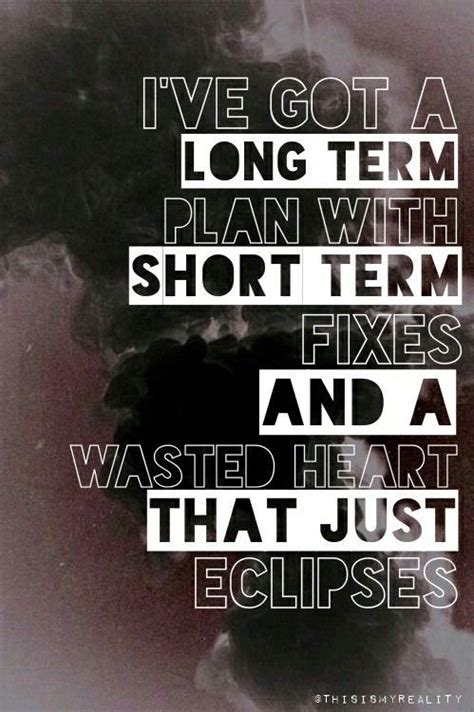 I'VE GOT A
LONG TERM
PLAN WITH
SHORT TERM
FIXES
AND A
WASTED HEART
THAT JUST
ECLIPSES
@THISISMYREALITY